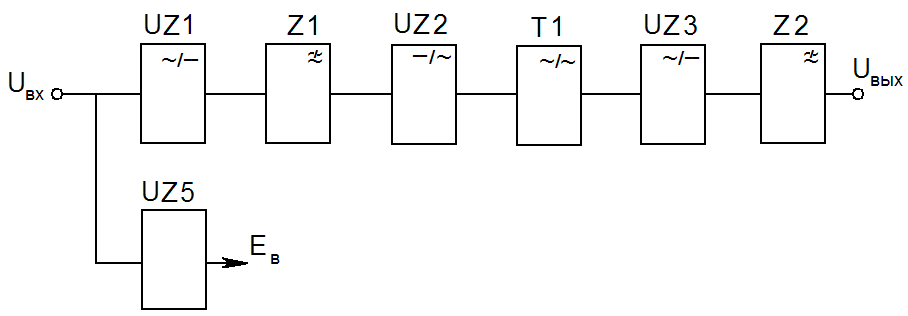 UZ1 Z1 UZ2 T1 UZ3 Z2
~/– ≈ –/~ ~/~ ~/– ≈
Uвх Uвых
UZ5
Eв